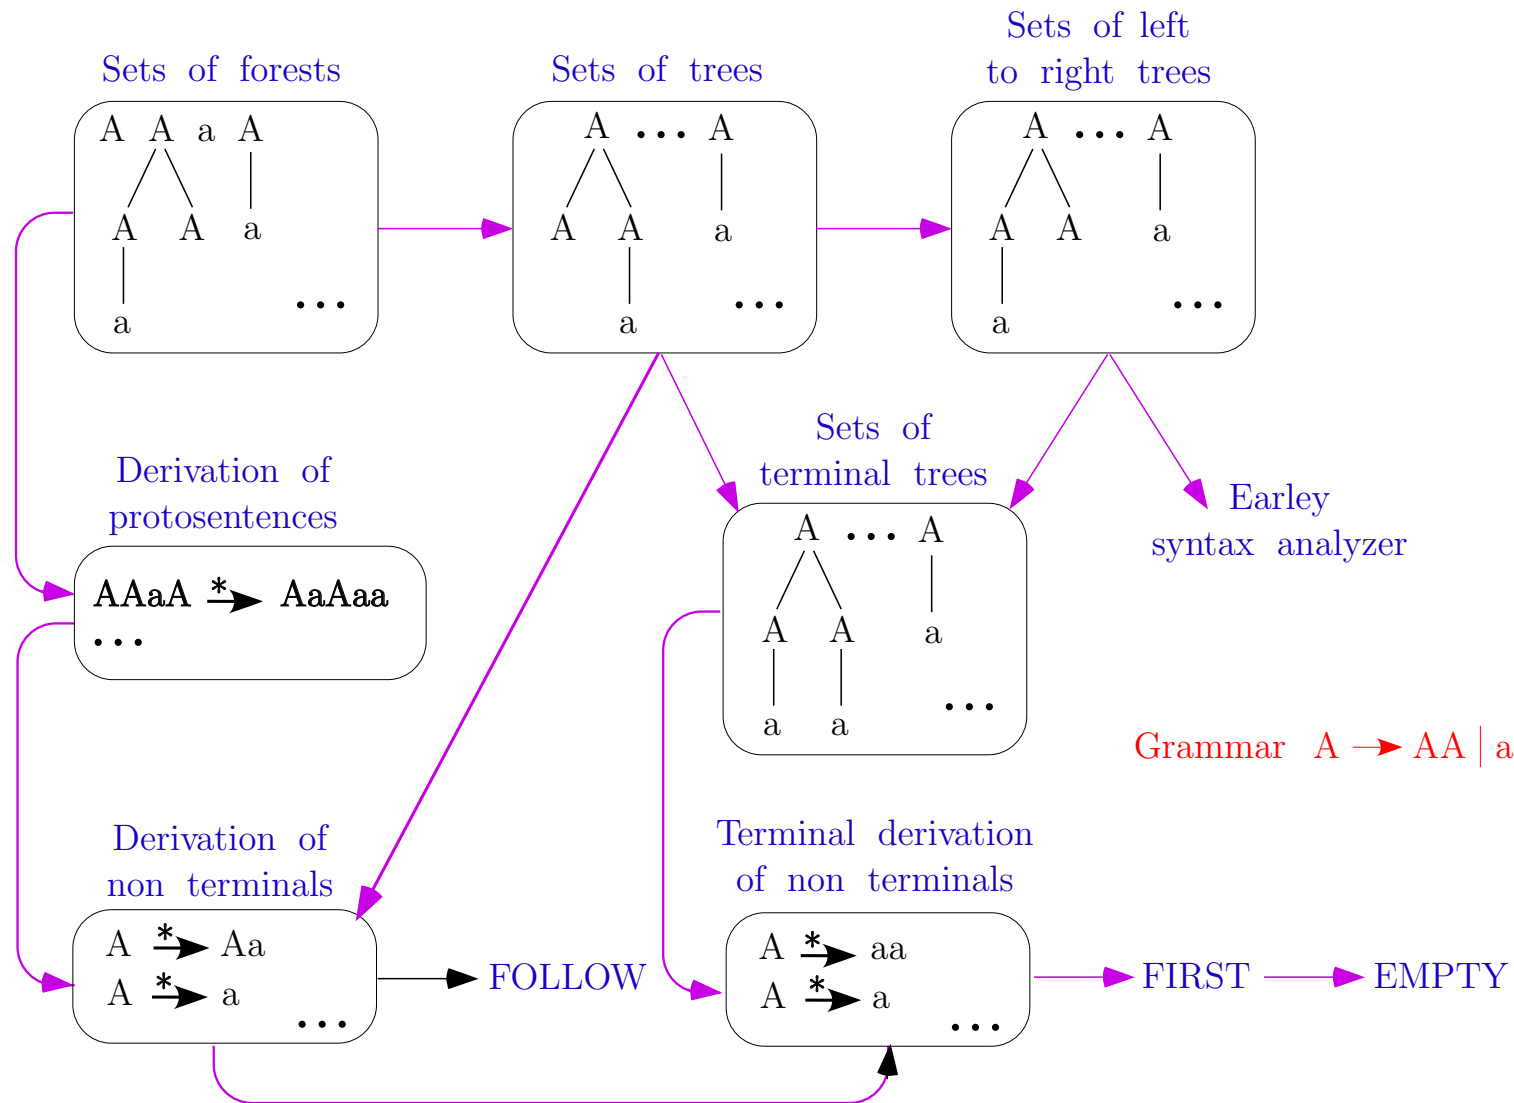 Sets of forests
A A a A
A A a
a
...
Sets of trees
A ... A
A A a
a
...
Sets of left
to right trees
A ... A
A A a
a
...
Derivation of
protosentences
AAaA *→ AaAaa
...
Sets of
terminal trees
A ... A
A A a
a a
...
Earley
syntax analyzer
Grammar A → AA | a
Derivation of
non terminals
A *→ Aa
A *→ a
...
FOLLOW
Terminal derivation
of non terminals
A *→ aa
A *→ a
...
FIRST
EMPTY